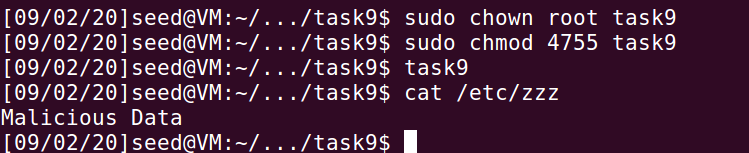 [09/02/20]seed@VM:~/.../task9$ sudo chown root task9
[09/02/20]seed@VM:~/.../task9$ sudo chmod 4755 task9
[09/02/20]seed@VM:~/.../task9$ task9
[09/02/20]seed@VM:~/.../task9$ cat /etc/zzz
Malicious Data
[09/02/20]seed@VM:~/.../task9$